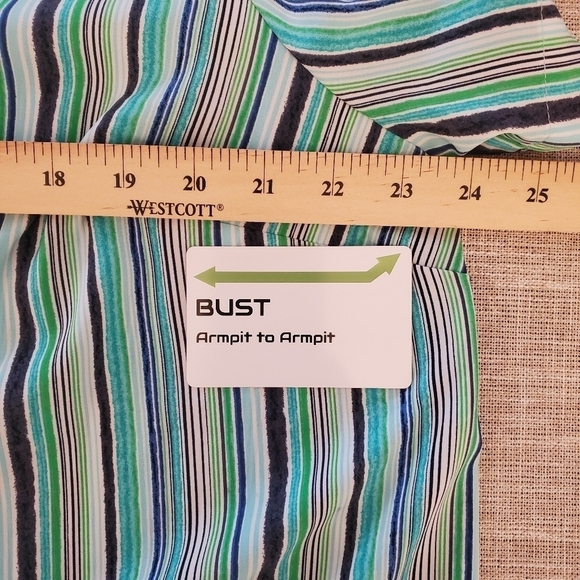 18 19 20 21 22 23 24 25
WESTCOTT®
BUST
Armpit to Armpit